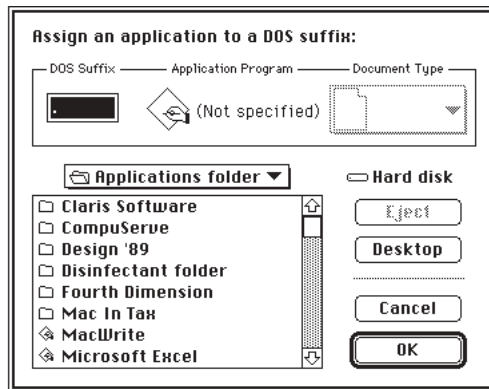 Assign an application to a DOS suffix:
DOS Suffix Application Program Document Type
. (Not specified)
Applications folder Hard disk
Claris Software
CompuServe
Design '89
Disinfectant folder
Fourth Dimension
Mac In Tax
MacWrite
Microsoft Excel
Eject
Desktop
Cancel
OK